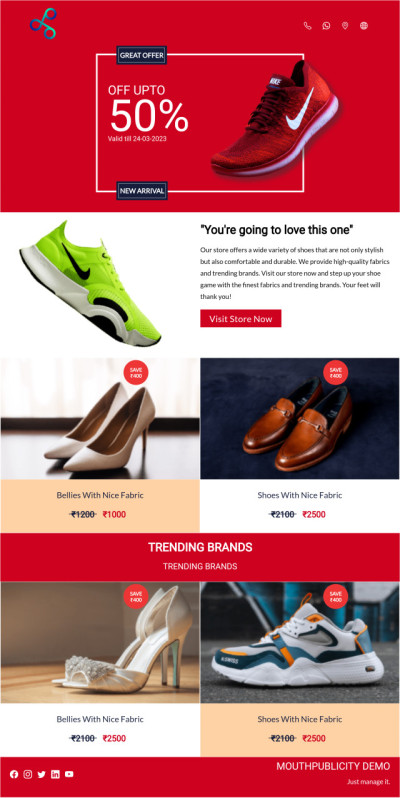 GREAT OFFER
OFF UPTO
50%
Valid till 24-03-2023
NIKE
NEW ARRIVAL
"You're going to love this one"
Our store offers a wide variety of shoes that are not only stylish
but also comfortable and durable. We provide high-quality fabrics
and trending brands. Visit our store now and step up your shoe
game with the finest fabrics and trending brands. Your feet will
thank you!
Visit Store Now
SAVE
₹400
SAVE
₹400
Bellies With Nice Fabric
₹1200 ₹1000
Shoes With Nice Fabric
₹2100 ₹2500
TRENDING BRANDS
TRENDING BRANDS
SAVE
₹400
SAVE
₹400
Bellies With Nice Fabric
₹2100 ₹2500
Shoes With Nice Fabric
₹2100 ₹2500
MOUTHPUBLICITY DEMO
Just manage it.